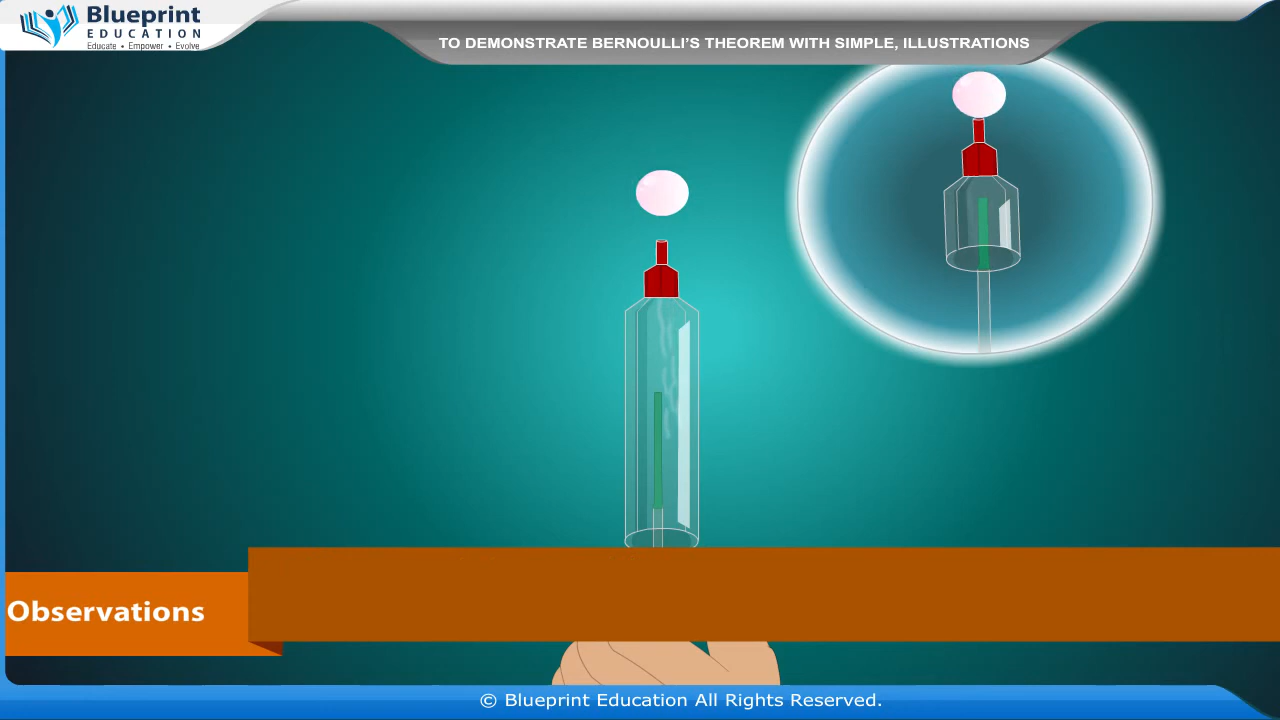 Blueprint
EDUCATION
Educate • Empower • Evolve
TO DEMONSTRATE BERNOULLI'S THEOREM WITH SIMPLE, ILLUSTRATIONS
Observations
© Blueprint Education All Rights Reserved.